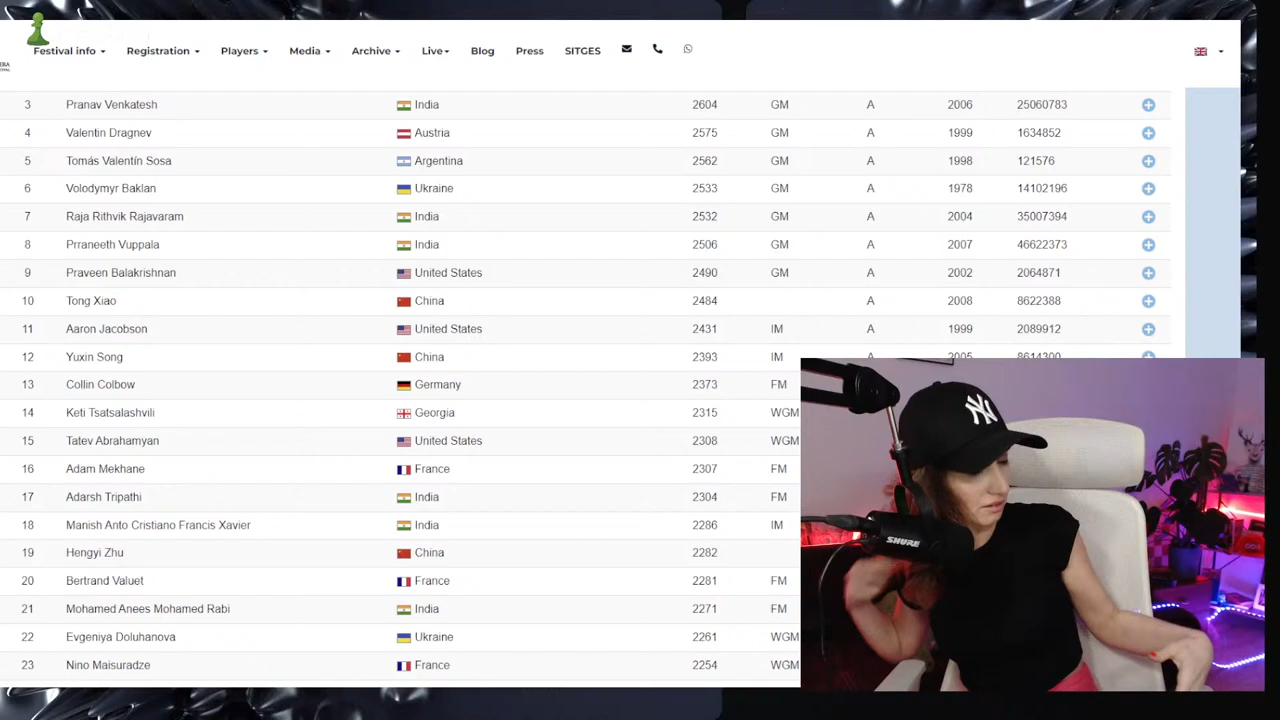 Festival info Registration Players Media Archive Live Blog Press SITGES
3 Pranav Venkatesh India 2604 GM A 2006 25060783
4 Valentin Dragnev Austria 2575 GM A 1999 1634852
5 Tomás Valentín Sosa Argentina 2562 GM A 1998 121576
6 Volodymyr Baklan Ukraine 2533 GM A 1978 14102196
7 Raja Rithvik Rajavaram India 2532 GM A 2004 35007394
8 Prraneeth Vuppala India 2506 GM A 2007 46622373
9 Praveen Balakrishnan United States 2490 GM A 2002 2064871
10 Tong Xiao China 2484 A 2008 8622388
11 Aaron Jacobson United States 2431 IM A 1999 2089912
12 Yuxin Song China 2393 IM A 2005 8614300
13 Collin Colbow Germany 2373 FM
14 Keti Tsatsalashvili Georgia 2315 WGM
15 Tatev Abrahamyan United States 2308 WGM
16 Adam Mekhane France 2307 FM
17 Adarsh Tripathi India 2304 FM
18 Manish Anto Cristiano Francis Xavier India 2286 IM
19 Hengyi Zhu China 2282
20 Bertrand Valuet France 2281 FM
21 Mohamed Anees Mohamed Rabi India 2271 FM
22 Evgeniya Doluhanova Ukraine 2261 WGM
23 Nino Maisuradze France 2254 WGM
SHURE